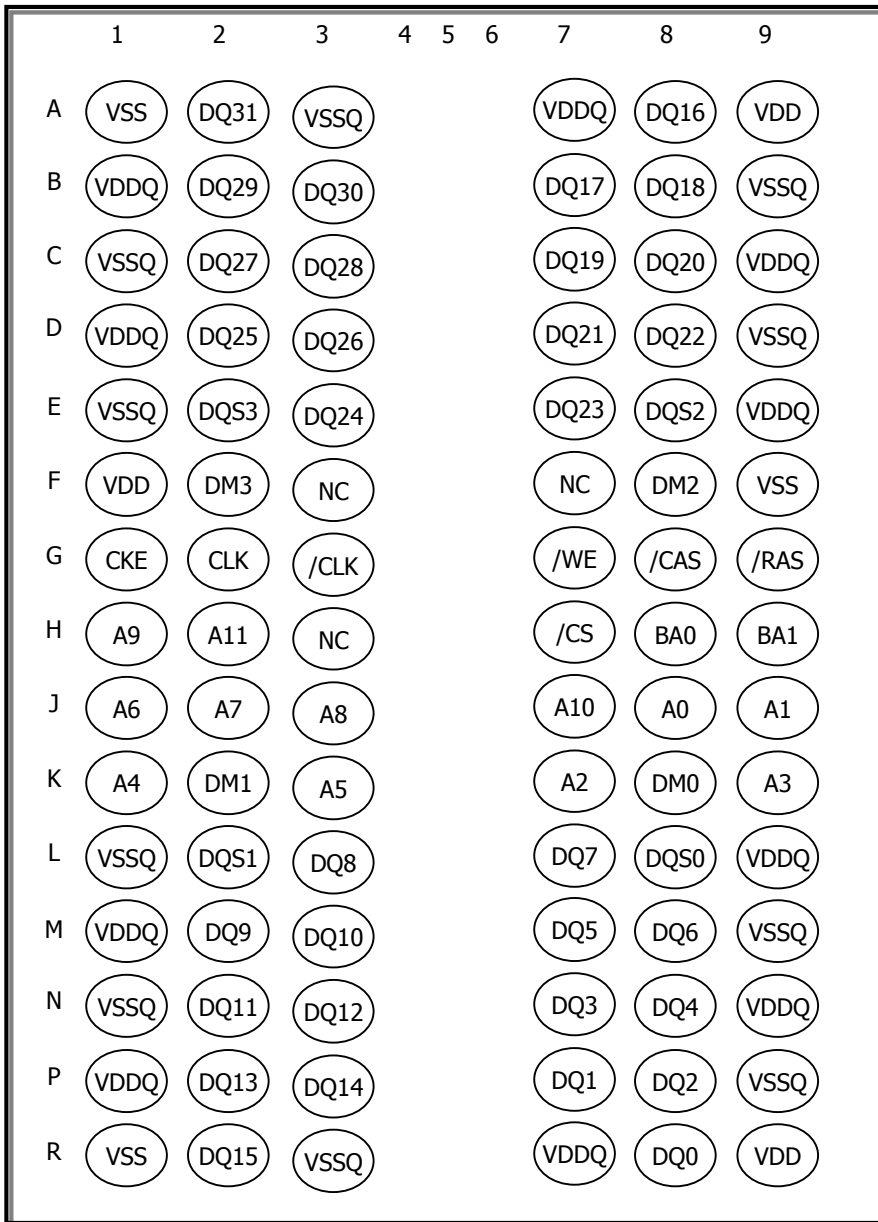 1 2 3 4 5 6 7 8 9
A VSS DQ31 VSSQ VDDQ DQ16 VDD
B VDDQ DQ29 DQ30 DQ17 DQ18 VSSQ
C VSSQ DQ27 DQ28 DQ19 DQ20 VDDQ
D VDDQ DQ25 DQ26 DQ21 DQ22 VSSQ
E VSSQ DQS3 DQ24 DQ23 DQS2 VDDQ
F VDD DM3 NC NC DM2 VSS
G CKE CLK /CLK /WE /CAS /RAS
H A9 A11 NC /CS BA0 BA1
J A6 A7 A8 A10 A0 A1
K A4 DM1 A5 A2 DM0 A3
L VSSQ DQS1 DQ8 DQ7 DQS0 VDDQ
M VDDQ DQ9 DQ10 DQ5 DQ6 VSSQ
N VSSQ DQ11 DQ12 DQ3 DQ4 VDDQ
P VDDQ DQ13 DQ14 DQ1 DQ2 VSSQ
R VSS DQ15 VSSQ VDDQ DQ0 VDD